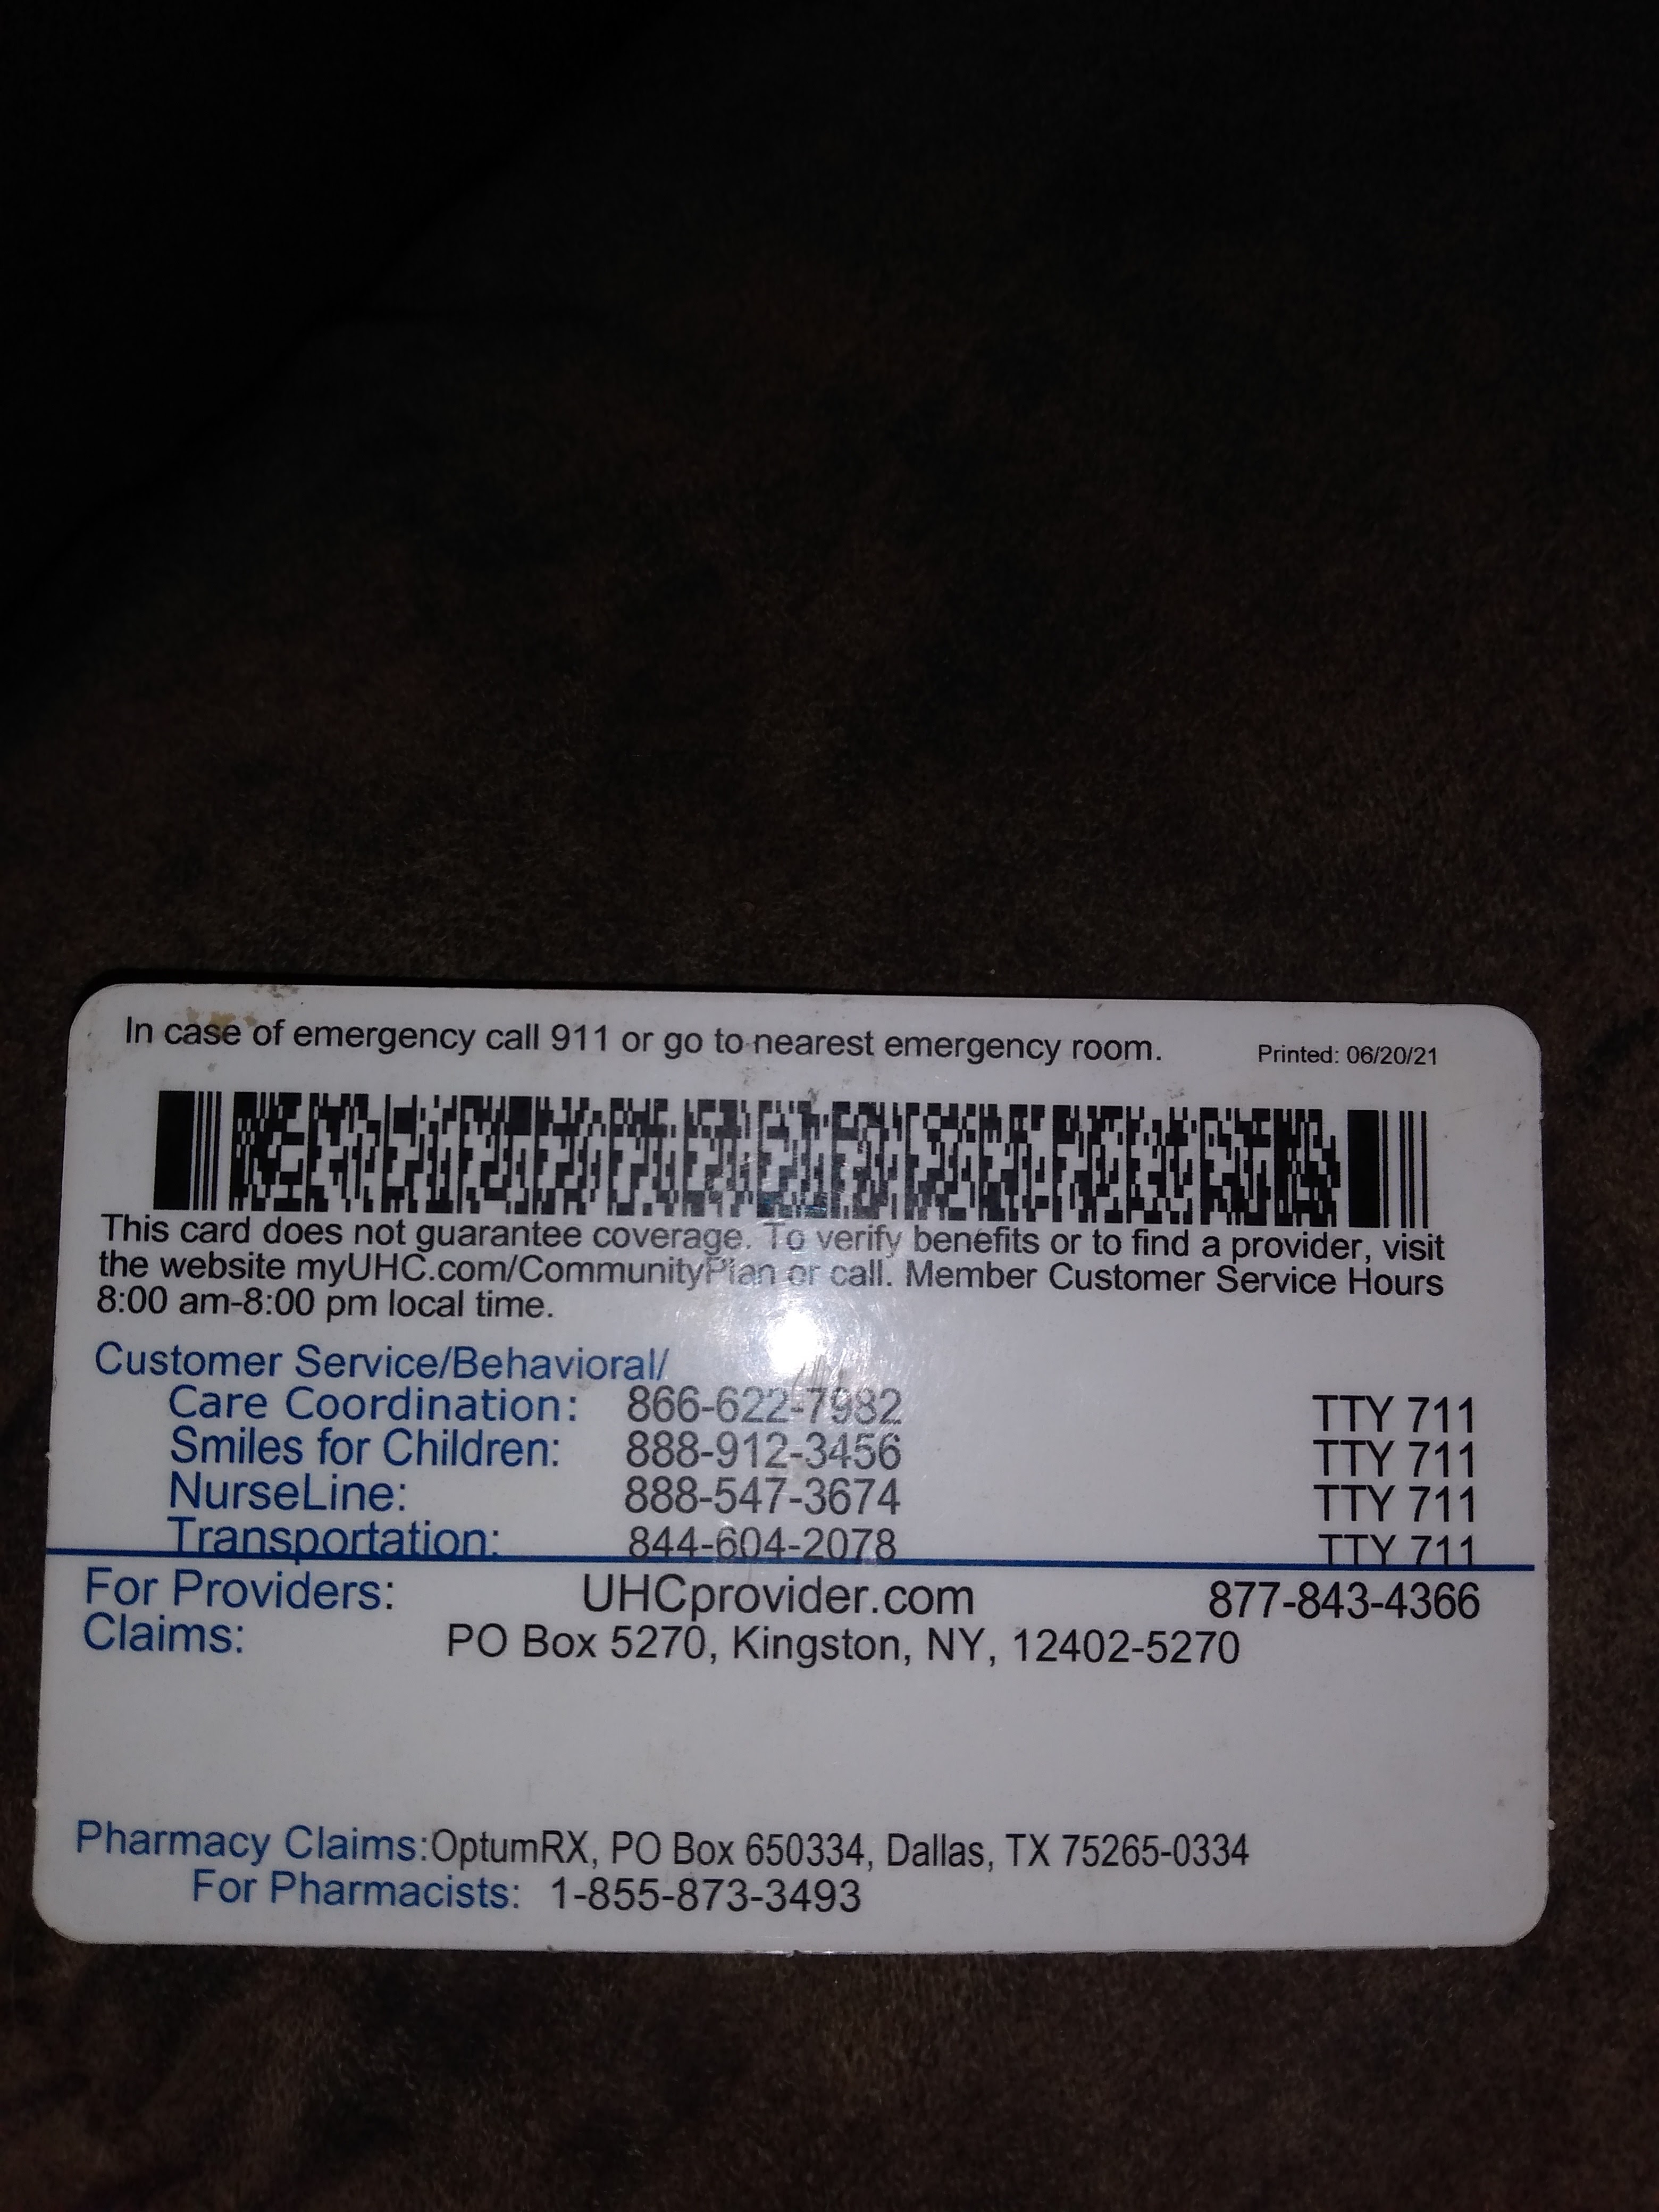 In case of emergency call 911 or go to nearest emergency room. Printed: 06/20/21
This card does not guarantee coverage. To verify benefits or to find a provider, visit
the website myUHC.com/CommunityPlan or call. Member Customer Service Hours
8:00 am-8:00 pm local time.
Customer Service/Behavioral/
Care Coordination: 866-622-7982 TTY 711
Smiles for Children: 888-912-3456 TTY 711
NurseLine: 888-547-3674 TTY 711
Transportation: 844-604-2078 TTY 711
For Providers: UHCprovider.com 877-843-4366
Claims: PO Box 5270, Kingston, NY, 12402-5270
Pharmacy Claims:OptumRX, PO Box 650334, Dallas, TX 75265-0334
For Pharmacists: 1-855-873-3493